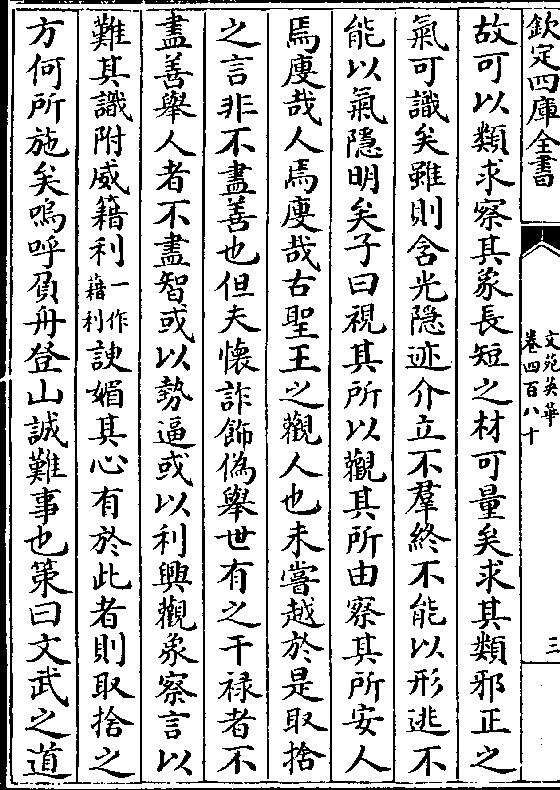 欽定四庫全書
文苑英華
卷四百八十
三
故可以類求察其象長短之材可量矣求其類邪正之
氣可識矣雖則含光隠迹介立不羣終不能以形逃不
能以氣隠明矣子曰視其所以觀其所由察其所安人
焉廋哉人焉廋哉古聖王之觀人也未嘗越於是取捨
之言非不盡善也但夫懐詐飾偽舉世有之干禄者不
盡善舉人者不盡智或以勢逼或以利興觀象察言以
難其識附威藉利一作藉利諛媚其心有於此者則取捨之
方何所施矣嗚呼負舟登山誠難事也策曰文武之道